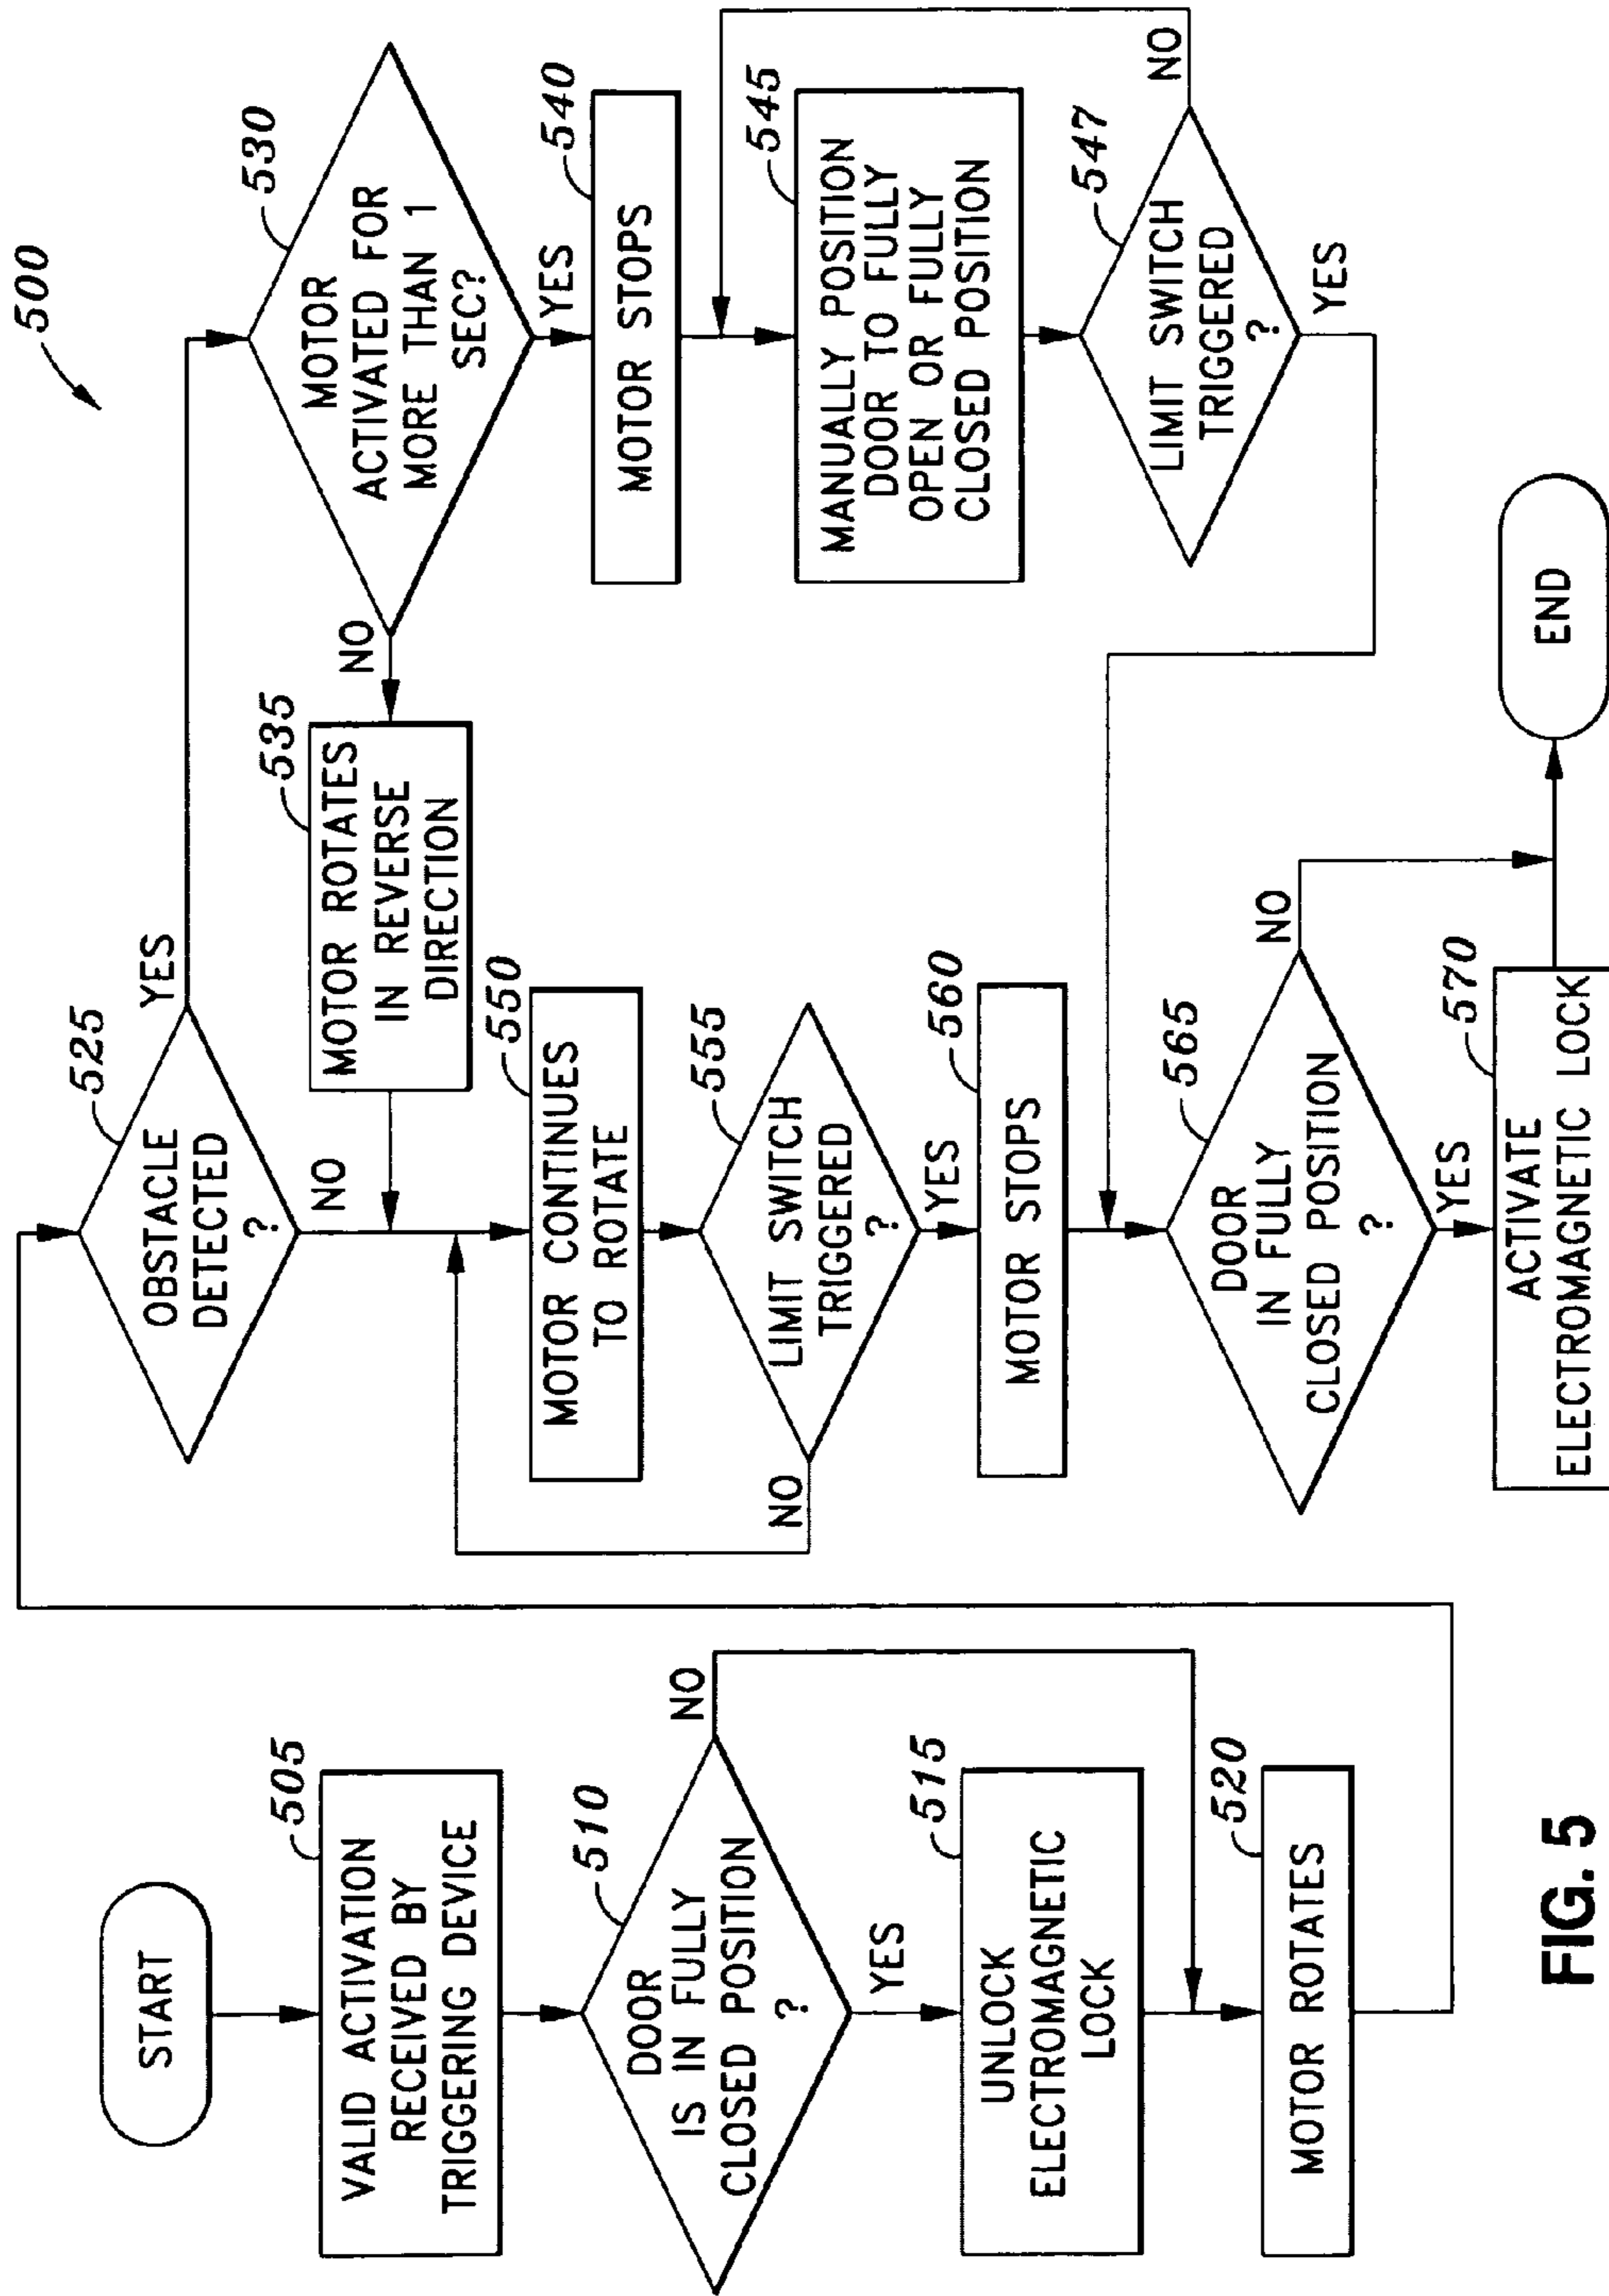 500
START
VALID ACTIVATION
RECEIVED BY
TRIGGERING DEVICE
505
DOOR
IS IN FULLY
CLOSED POSITION
?
510
NO
YES
UNLOCK
ELECTROMAGNETIC
LOCK
515
MOTOR ROTATES
520
OBSTACLE
DETECTED
?
525
YES
NO
MOTOR
ACTIVATED FOR
MORE THAN 1
SEC?
530
NO
YES
MOTOR ROTATES
IN REVERSE
DIRECTION
535
MOTOR STOPS
540
MANUALLY POSITION
DOOR TO FULLY
OPEN OR FULLY
CLOSED POSITION
545
LIMIT SWITCH
TRIGGERED
?
547
NO
YES
MOTOR CONTINUES
TO ROTATE
550
LIMIT SWITCH
TRIGGERED
?
555
NO
YES
MOTOR STOPS
560
DOOR
IN FULLY
CLOSED POSITION
?
565
NO
YES
ACTIVATE
ELECTROMAGNETIC LOCK
570
END
FIG. 5